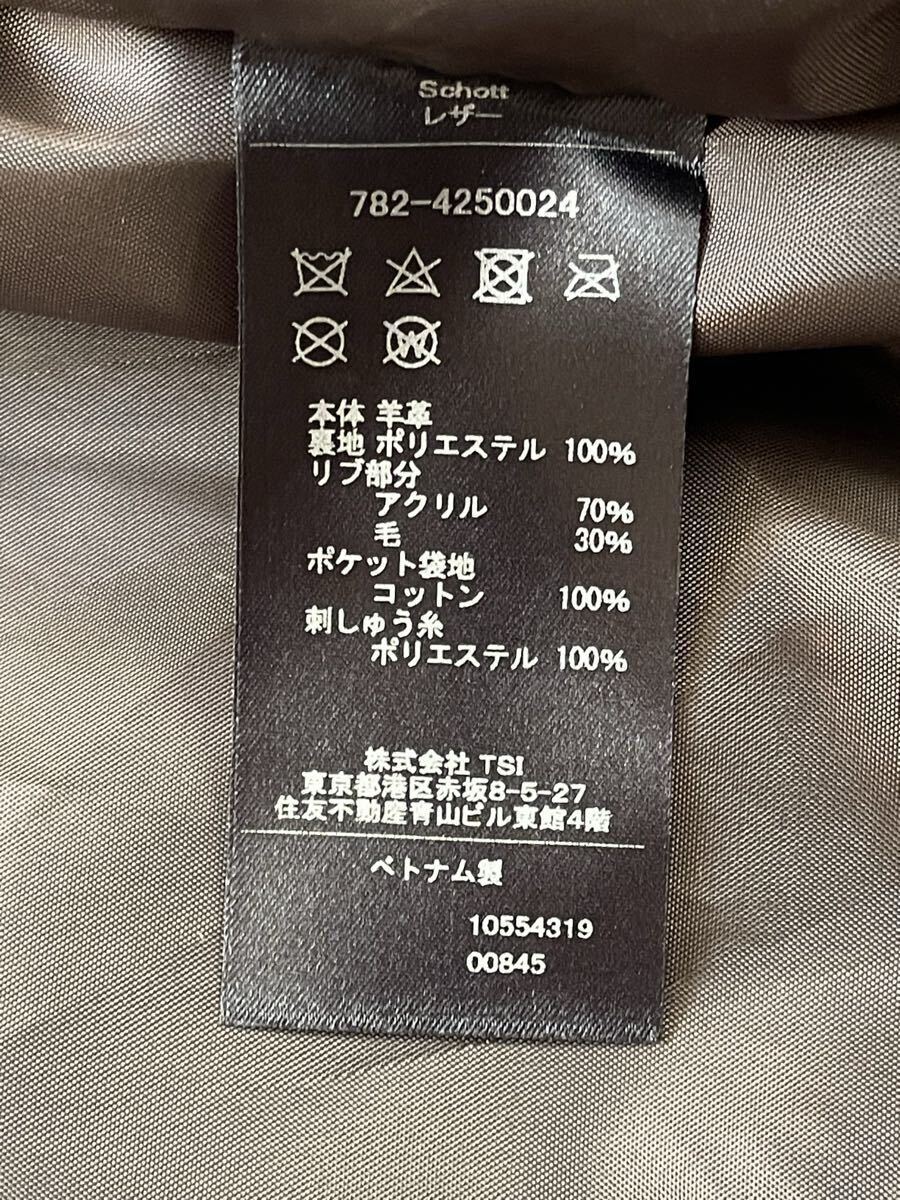 Schott
レザー
782-4250024
W
本体 羊革
裏地 ポリエステル 100%
リブ部分
アクリル 70%
毛 30%
ポケット袋地
コットン 100%
刺しゅう糸
ポリエステル 100%
株式会社 TSI
東京都港区赤坂8-5-27
住友不動産青山ビル東館4階
ベトナム製
10554319
00845